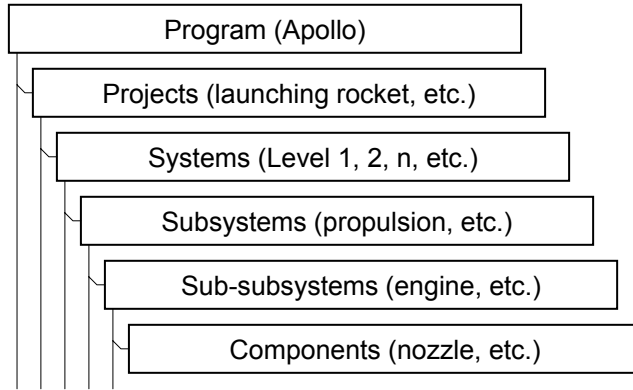 Program (Apollo)
Projects (launching rocket, etc.)
Systems (Level 1, 2, n, etc.)
Subsystems (propulsion, etc.)
Sub-subsystems (engine, etc.)
Components (nozzle, etc.)